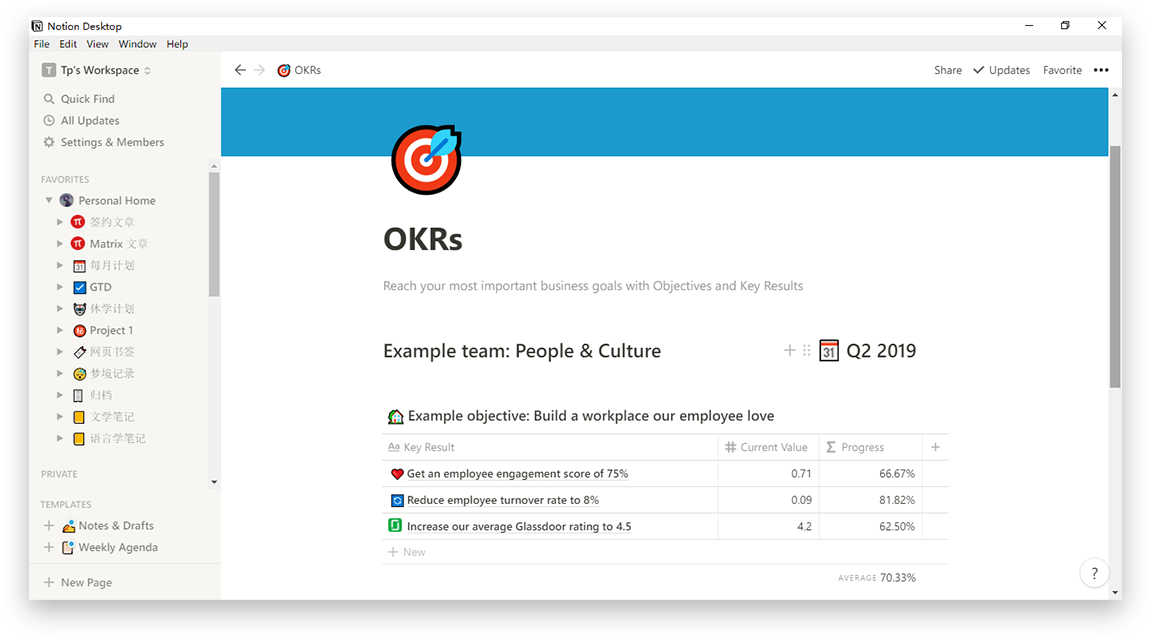 Notion Desktop
File Edit View Window Help
T Tp's Workspace
Quick Find
All Updates
Settings & Members
FAVORITES
Personal Home
签约文章
Matrix 文章
每月计划
GTD
休学计划
Project 1
网页书签
梦境记录
归档
文学笔记
语言学笔记
PRIVATE
TEMPLATES
Notes & Drafts
Weekly Agenda
New Page
OKRs
Share Updates Favorite
OKRs
Reach your most important business goals with Objectives and Key Results
Example team: People & Culture
31 Q2 2019
Example objective: Build a workplace our employee love
Aa Key Result # Current Value Σ Progress +
Get an employee engagement score of 75% 0.71 66.67%
Reduce employee turnover rate to 8% 0.09 81.82%
Increase our average Glassdoor rating to 4.5 4.2 62.50%
+ New
AVERAGE 70.33%
?